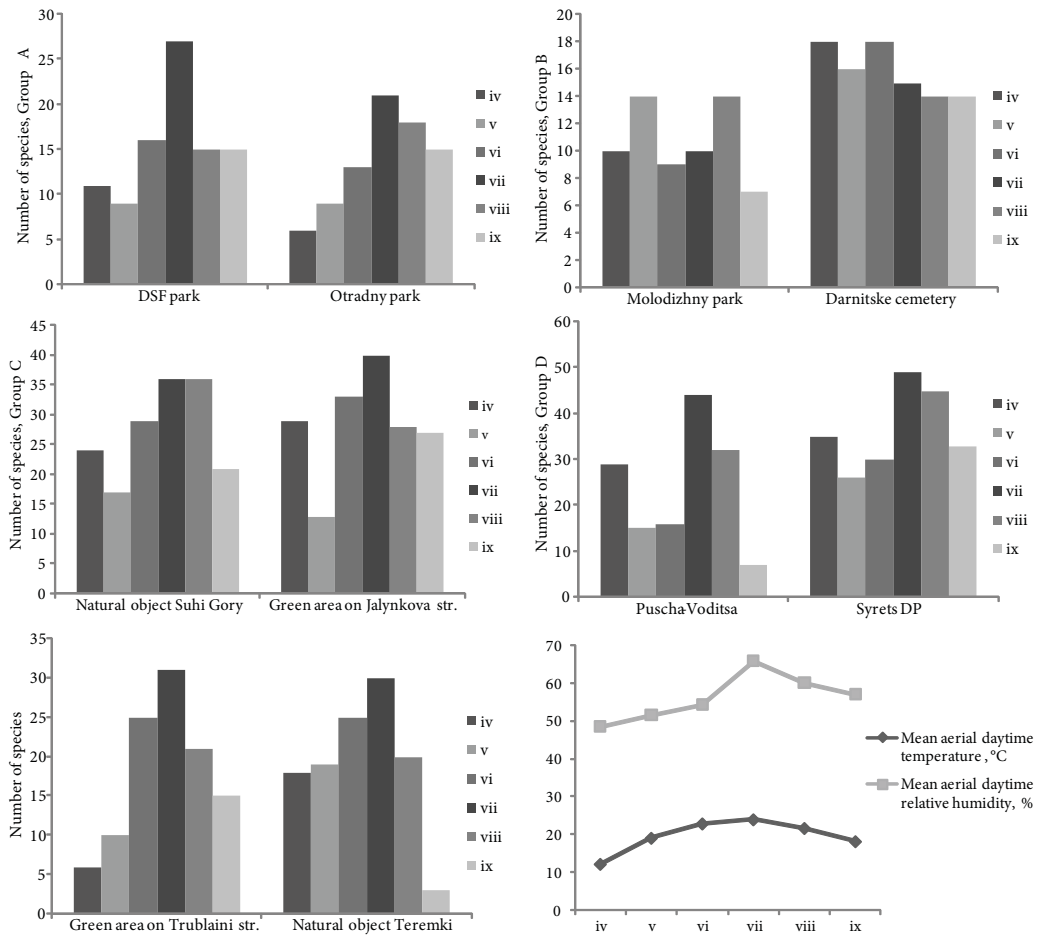 Number of species, Group A
30
25
20
15
10
5
0
DSF park
Otradny park
iv
v
vi
vii
viii
ix
Number of species, Group B
20
18
16
14
12
10
8
6
4
2
0
Molodizhny park
Darnitske cemetery
iv
v
vi
vii
viii
ix
Number of species, Group C
45
40
35
30
25
20
15
10
5
0
Natural object Suhi Gory
Green area on Jalynkova str.
iv
v
vi
vii
viii
ix
Number of species, Group D
60
50
40
30
20
10
0
Puscha-Voditsa
Syrets DP
iv
v
vi
vii
viii
ix
Number of species
35
30
25
20
15
10
5
0
Green area on Trublaini str.
Natural object Teremki
iv
v
vi
vii
viii
ix
70
60
50
40
30
20
10
0
iv
v
vi
vii
viii
ix
Mean aerial daytime
temperature, °C
Mean aerial daytime
relative humidity, %